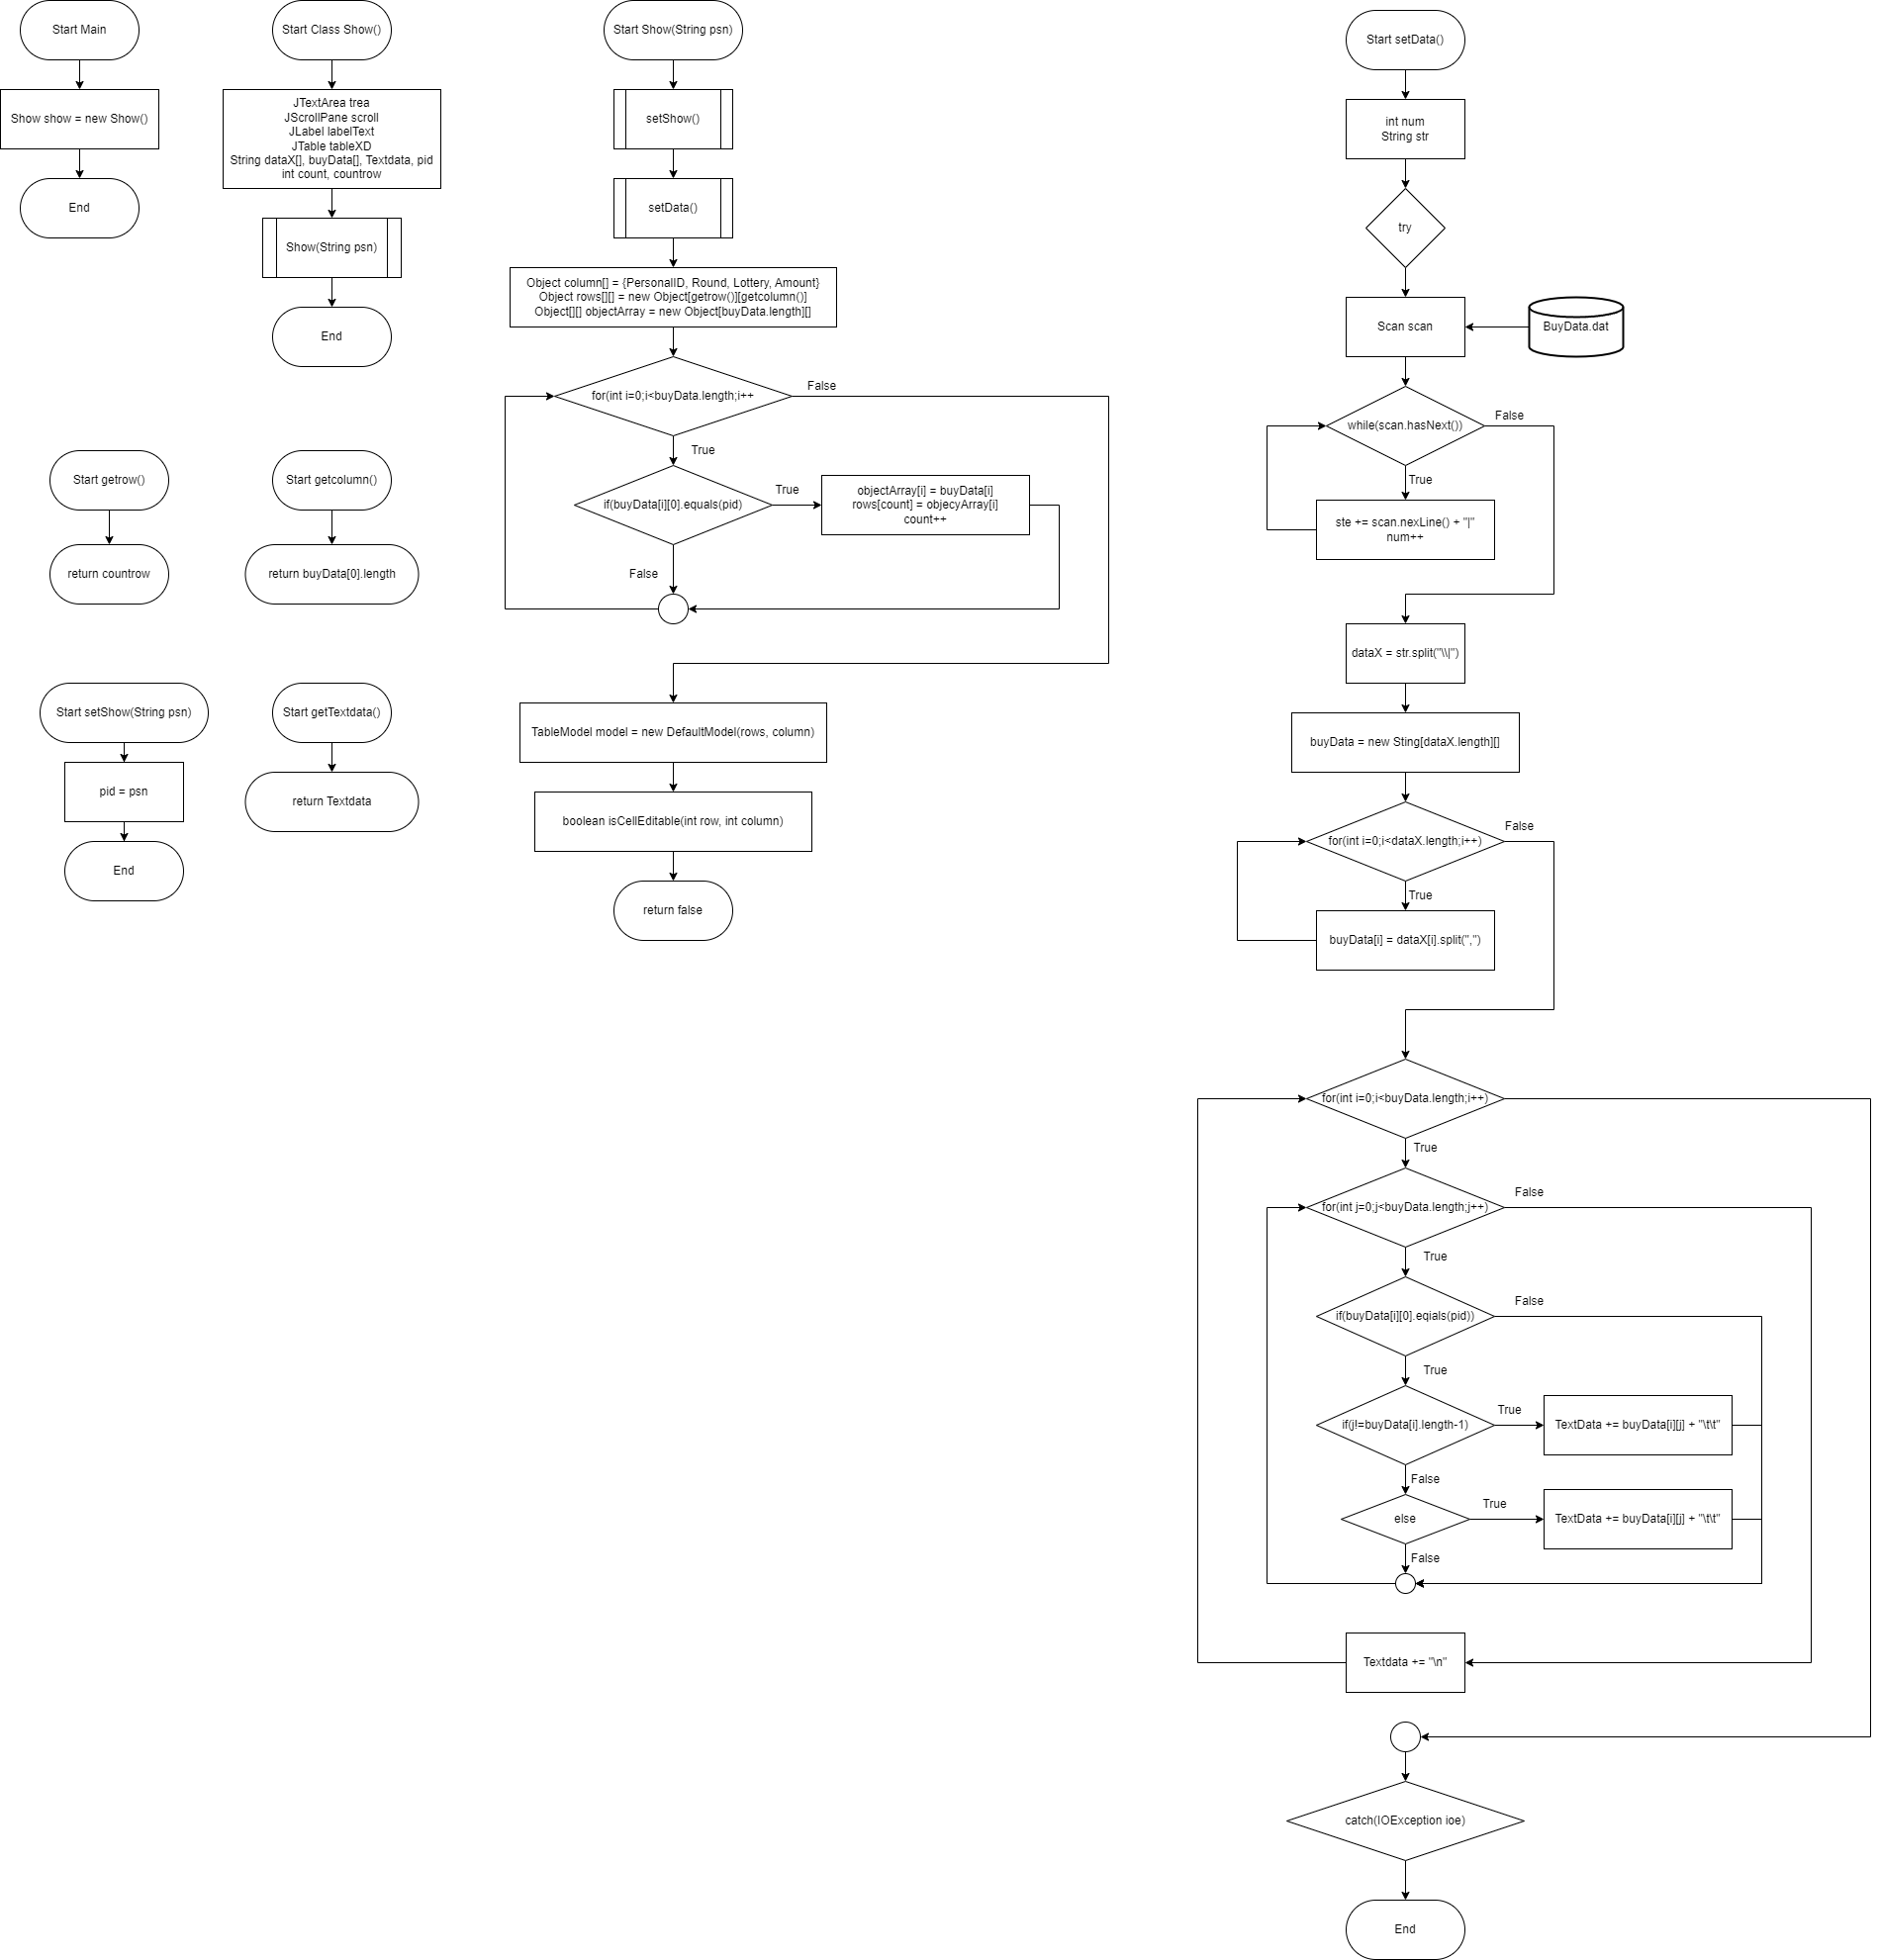 Start Main
Show show = new Show()
End
Start Class Show()
JTextArea trea
JScrollPane scroll
JLabel labelText
JTable tableXD
String dataX[], buyData[], Textdata, pid
int count, countrow
Show(String psn)
End
Start getrow()
return countrow
Start getcolumn()
return buyData[0].length
Start setShow(String psn)
pid = psn
End
Start getTextdata()
return Textdata
Start Show(String psn)
setShow()
setData()
Object column[] = {PersonalID, Round, Lottery, Amount}
Object rows[][] = new Object[getrow()][getcolumn()]
Object[][] objectArray = new Object[buyData.length][]
for(int i=0;i<buyData.length;i++
False
True
if(buyData[i][0].equals(pid)
True
objectArray[i] = buyData[i]
rows[count] = objecyArray[i]
count++
False
TableModel model = new DefaultModel(rows, column)
boolean isCellEditable(int row, int column)
return false
Start setData()
int num
String str
try
Scan scan
BuyData.dat
while(scan.hasNext())
False
True
ste += scan.nexLine() + "|"
num++
dataX = str.split("\\|")
buyData = new Sting[dataX.length][]
for(int i=0;i<dataX.length;i++)
False
True
buyData[i] = dataX[i].split(",")
for(int i=0;i<buyData.length;i++)
True
for(int j=0;j<buyData.length;j++)
False
True
if(buyData[i][0].eqials(pid))
False
True
if(j!=buyData[i].length-1)
True
TextData += buyData[i][j] + "\t\t"
False
else
True
TextData += buyData[i][j] + "\t\t"
False
Textdata += "\n"
catch(IOException ioe)
End